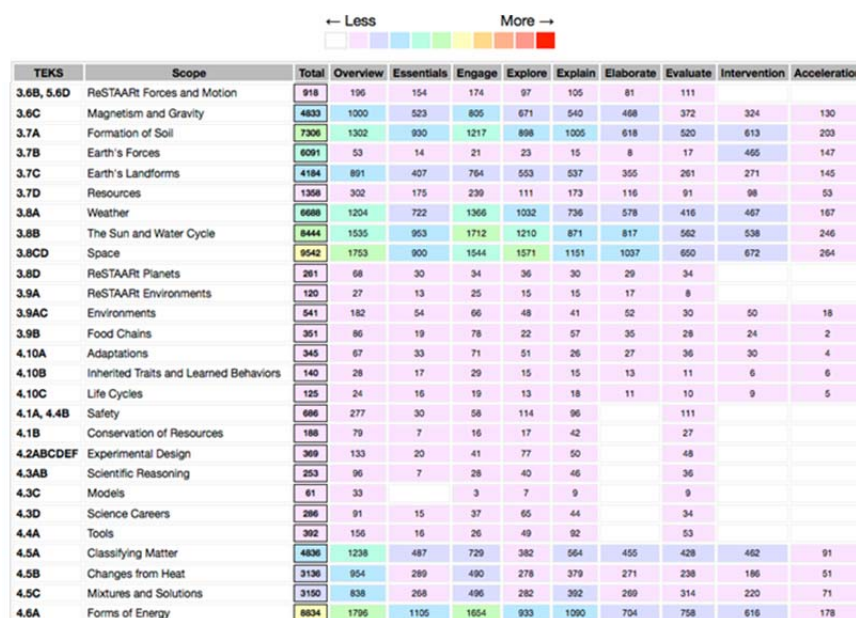 ← Less More →
TEKS Scope Total Overview Essentials Engage Explore Explain Elaborate Evaluate Intervention Acceleration
3.6B, 5.6D ReSTAARt Forces and Motion 918 196 154 174 97 105 81 111
3.6C Magnetism and Gravity 4833 1000 523 805 671 540 468 372 324 130
3.7A Formation of Soil 7306 1302 930 1217 898 1005 618 520 613 203
3.7B Earth's Forces 6091 53 14 21 23 15 8 17 465 147
3.7C Earth's Landforms 4184 891 407 764 553 537 355 261 271 145
3.7D Resources 1358 302 175 239 111 173 116 91 98 53
3.8A Weather 6688 1204 722 1366 1032 736 578 416 467 167
3.8B The Sun and Water Cycle 8444 1535 953 1712 1210 871 817 562 538 246
3.8CD Space 9542 1753 900 1544 1571 1151 1037 650 672 264
3.8D ReSTAARt Planets 261 68 30 34 36 30 29 34
3.9A ReSTAARt Environments 120 27 13 25 15 15 17 8
3.9AC Environments 541 182 54 66 48 41 52 30 50 18
3.9B Food Chains 351 86 19 78 22 57 35 28 24 2
4.10A Adaptations 345 67 33 71 51 26 27 36 30 4
4.10B Inherited Traits and Learned Behaviors 140 28 17 29 15 15 13 11 6 6
4.10C Life Cycles 125 24 16 19 13 18 11 10 9 5
4.1A, 4.4B Safety 686 277 30 58 114 96 111
4.1B Conservation of Resources 188 79 7 16 17 42 27
4.2ABCDEF Experimental Design 369 133 20 41 77 50 48
4.3AB Scientific Reasoning 253 96 7 28 40 46 36
4.3C Models 61 33 3 7 9 9
4.3D Science Careers 286 91 15 37 65 44 34
4.4A Tools 392 156 16 26 49 92 53
4.5A Classifying Matter 4836 1238 487 729 382 564 455 428 462 91
4.5B Changes from Heat 3136 954 289 490 278 379 271 238 186 51
4.5C Mixtures and Solutions 3150 838 268 496 282 392 269 314 220 71
4.6A Forms of Energy 8834 1796 1105 1654 933 1090 704 758 616 178